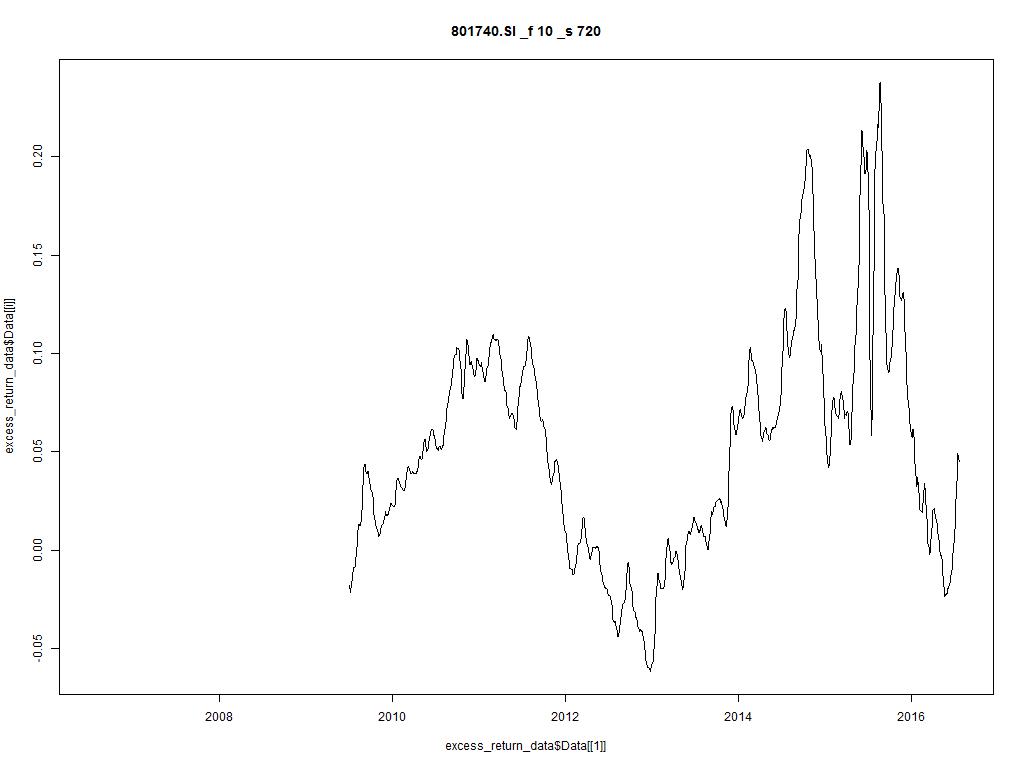 801740.SI _f 10 _s 720
excess_return_data$Data[[i]]
0.20
0.15
0.10
0.05
0.00
-0.05
2008 2010 2012 2014 2016
excess_return_data$Data[[1]]